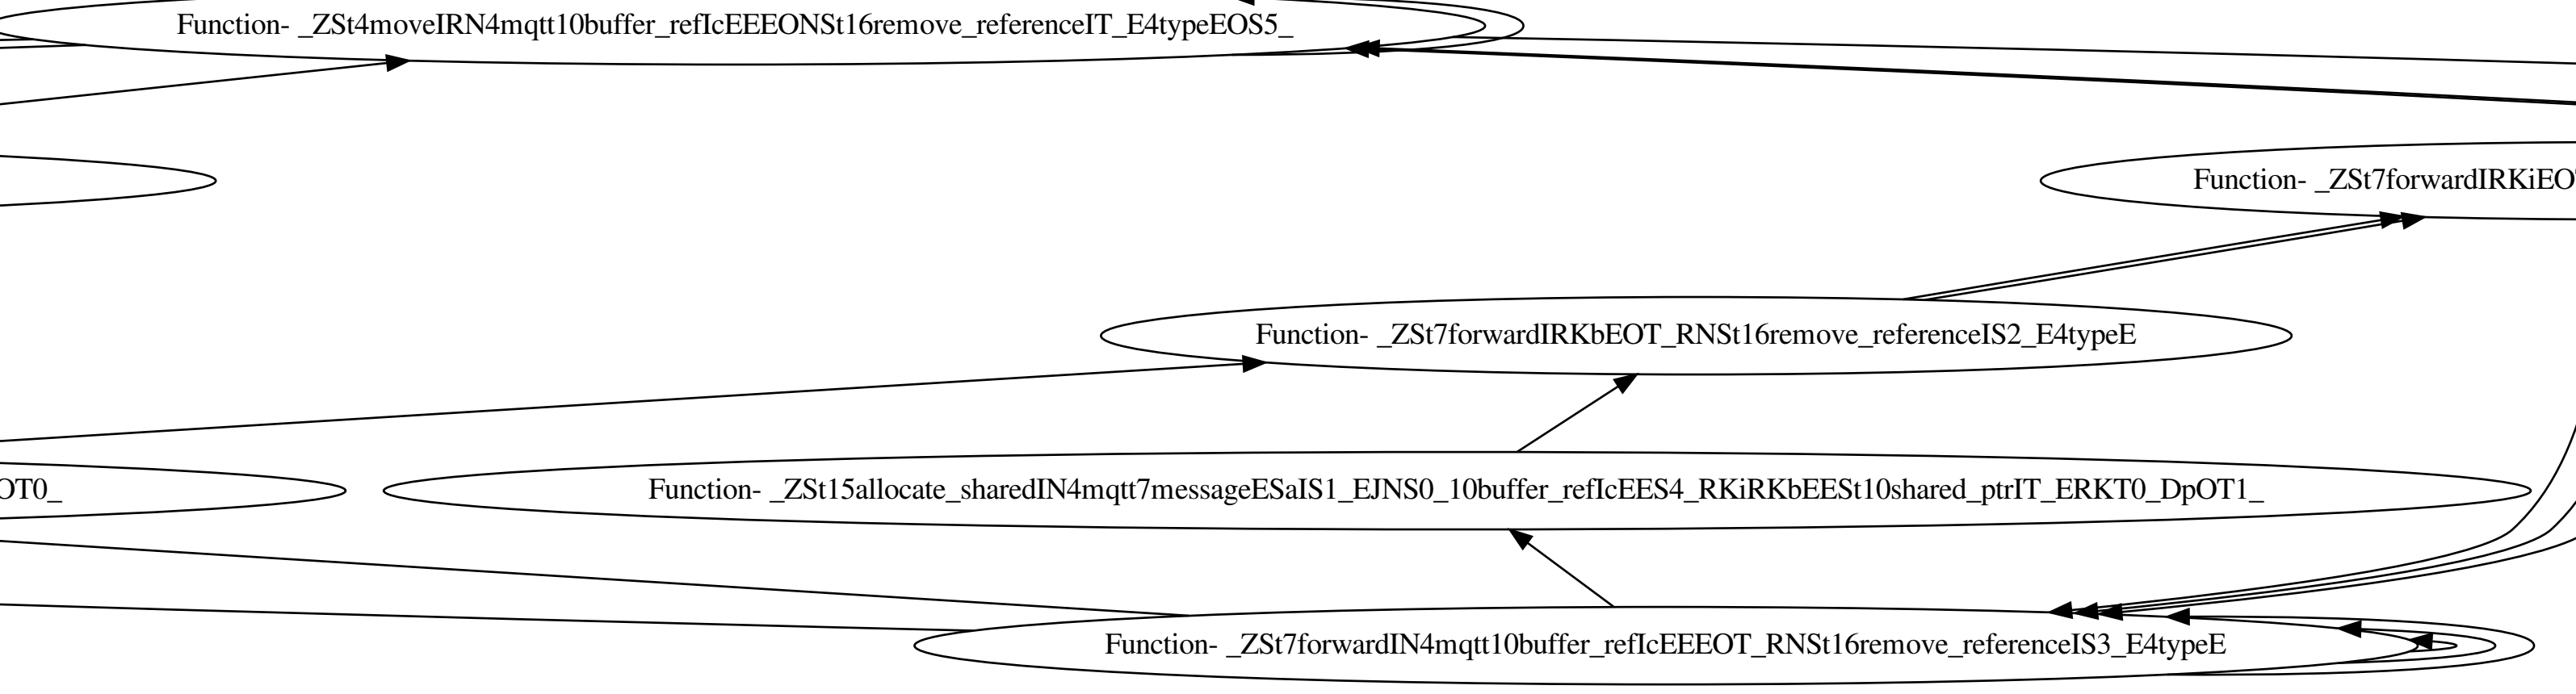 Function- _ZSt4moveIRN4mqtt10buffer_refIcEEEONSt16remove_referenceIT_E4typeEOS5_
Function- _ZSt7forwardIRKiEO
Function- _ZSt7forwardIRKbEOT_RNSt16remove_referenceIS2_E4typeE
OT0_
Function- _ZSt15allocate_sharedIN4mqtt7messageESaIS1_EJNS0_10buffer_refIcEES4_RKiRKbEESt10shared_ptrIT_ERKT0_DpOT1_
Function- _ZSt7forwardIN4mqtt10buffer_refIcEEEOT_RNSt16remove_referenceIS3_E4typeE